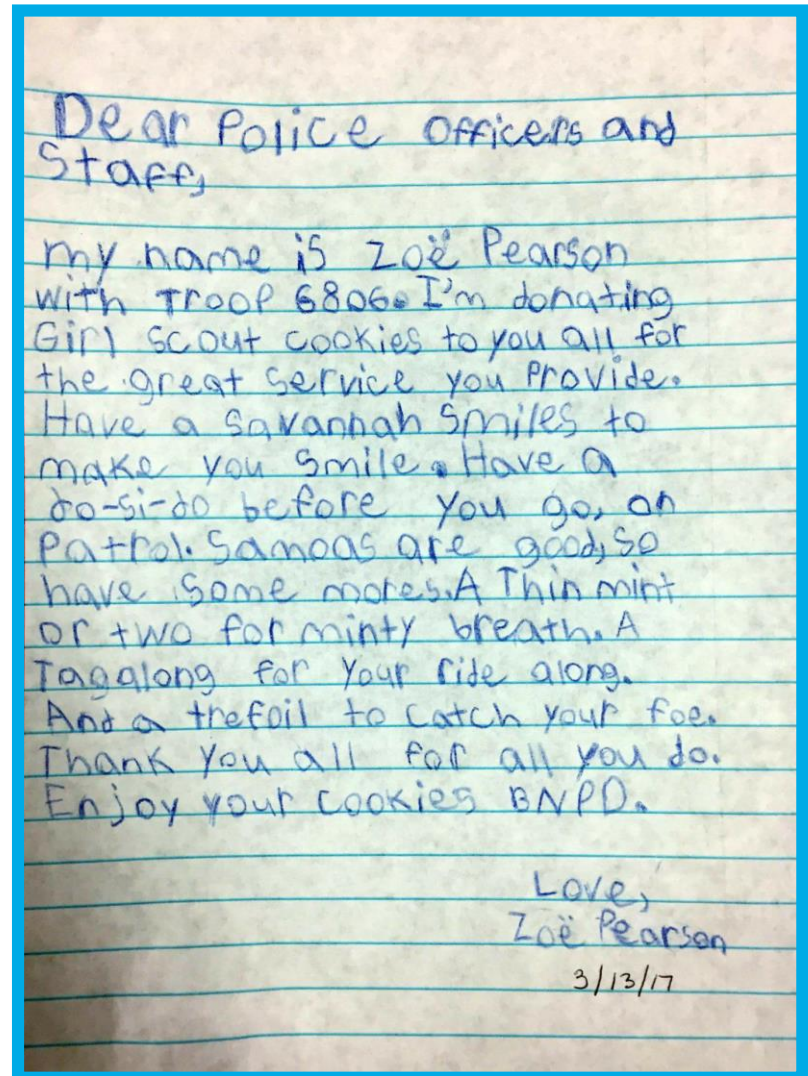 Dear Police Officers and
Staff,
my name is Zoë Pearson
with Troop 6806. I'm donating
Girl Scout cookies to you all for
the great service you Provide.
Have a Savannah Smiles to
make you Smile. Have a
do-si-do before you go, on
Patrol. Samoas are good, so
have some mores. A Thin mint
or two for minty breath. A
Tagalong for Your ride along.
And a trefoil to catch your foe.
Thank You all for all you do.
Enjoy your Cookies BNPD.
Love,
Zoë Pearson
3/13/17